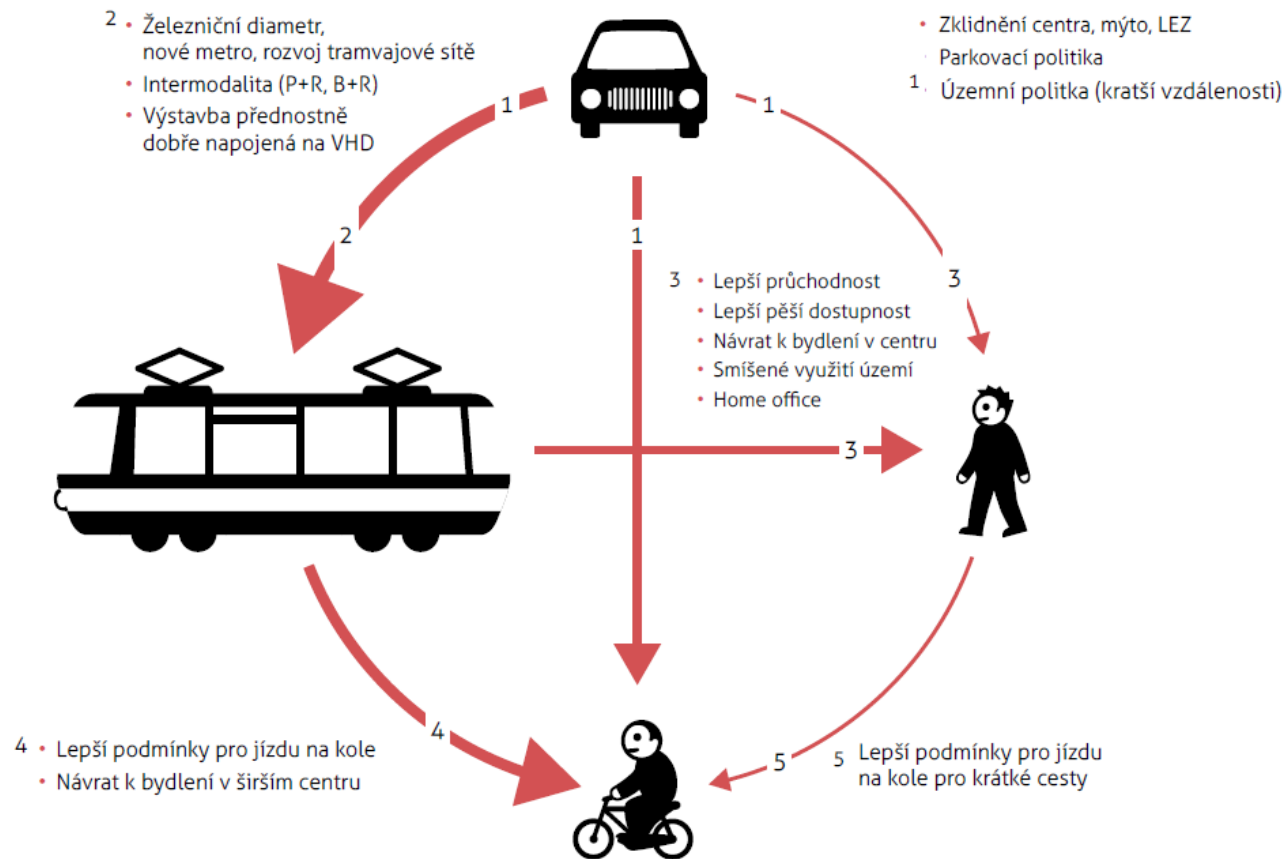 2 • Železniční diametr,
nové metro, rozvoj tramvajové sítě
• Intermodalita (P+R, B+R)
• Výstavba přednostně
dobře napojená na VHD
• Zklidnění centra, mýto, LEZ
• Parkovací politika
1 • Územní politka (kratší vzdálenosti)
1
1
2
1
3 • Lepší průchodnost
• Lepší pěší dostupnost
• Návrat k bydlení v centru
• Smíšené využití území
• Home office
3
3
4 • Lepší podmínky pro jízdu na kole
• Návrat k bydlení v širším centru
4
5
5 Lepší podmínky pro jízdu
na kole pro krátké cesty